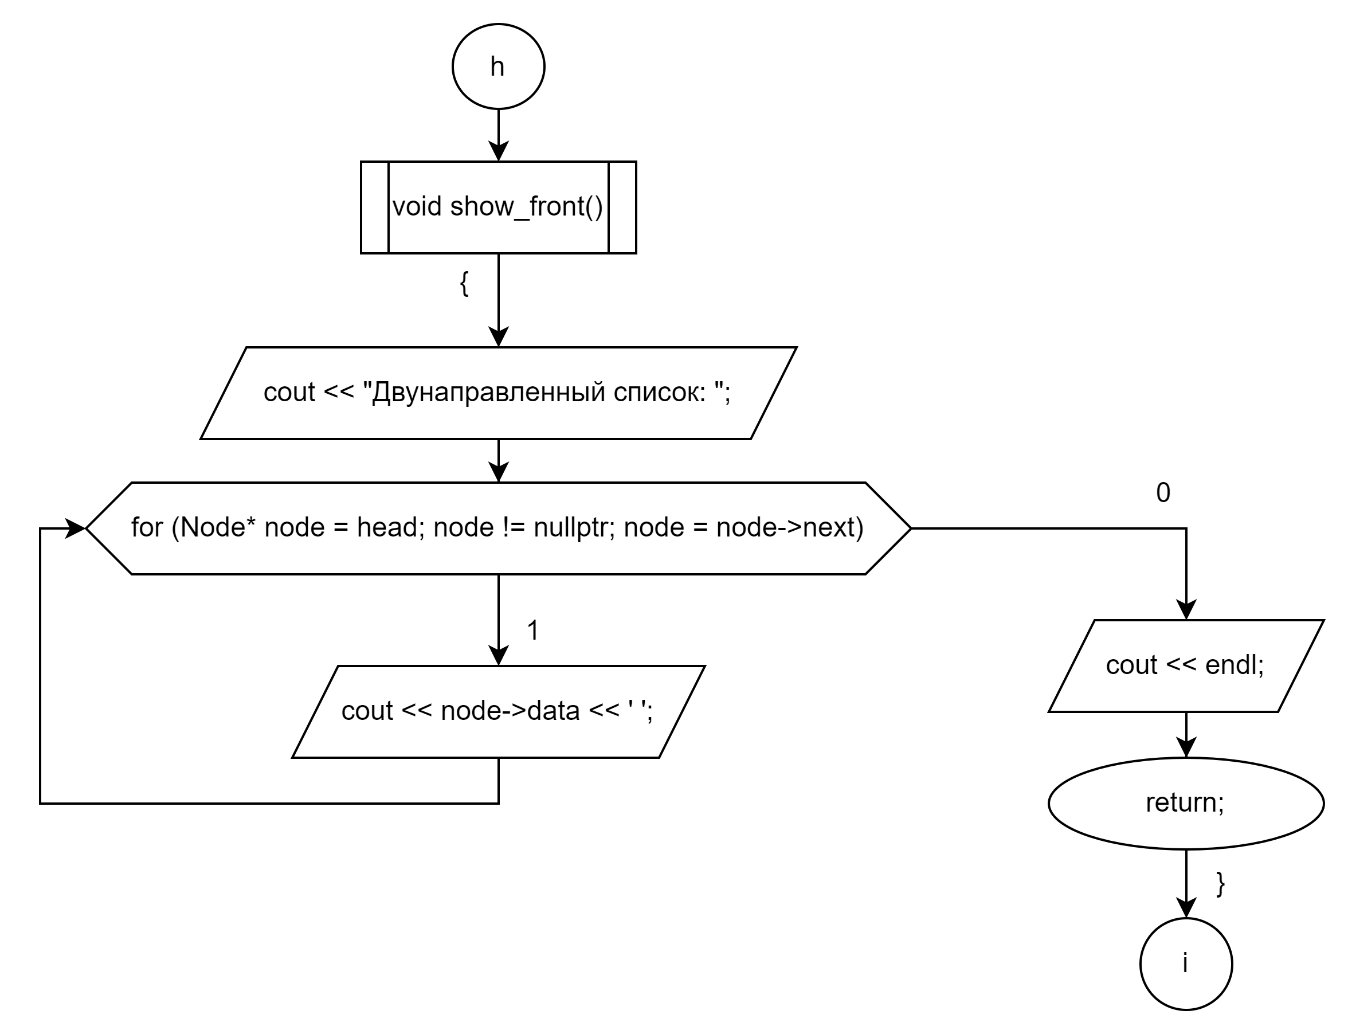 h
void show_front()
{
cout << "Двунаправленный список: ";
for (Node* node = head; node != nullptr; node = node->next)
0
1
cout << node->data << ' ';
cout << endl;
return;
}
i